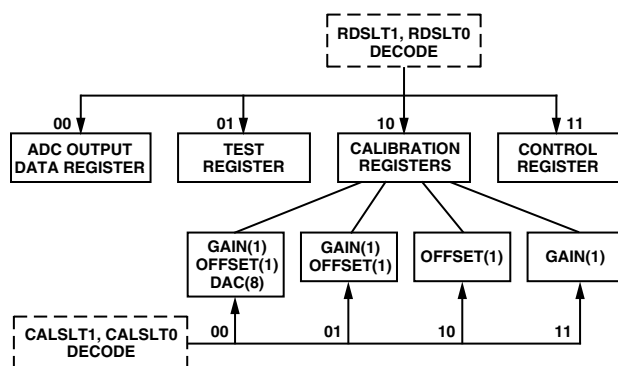 RDSLT1, RDSLT0
DECODE
00
01
10
11
ADC OUTPUT
DATA REGISTER
TEST
REGISTER
CALIBRATION
REGISTERS
CONTROL
REGISTER
GAIN(1)
OFFSET(1)
DAC(8)
GAIN(1)
OFFSET(1)
OFFSET(1)
GAIN(1)
CALSLT1, CALSLT0
DECODE
00
01
10
11